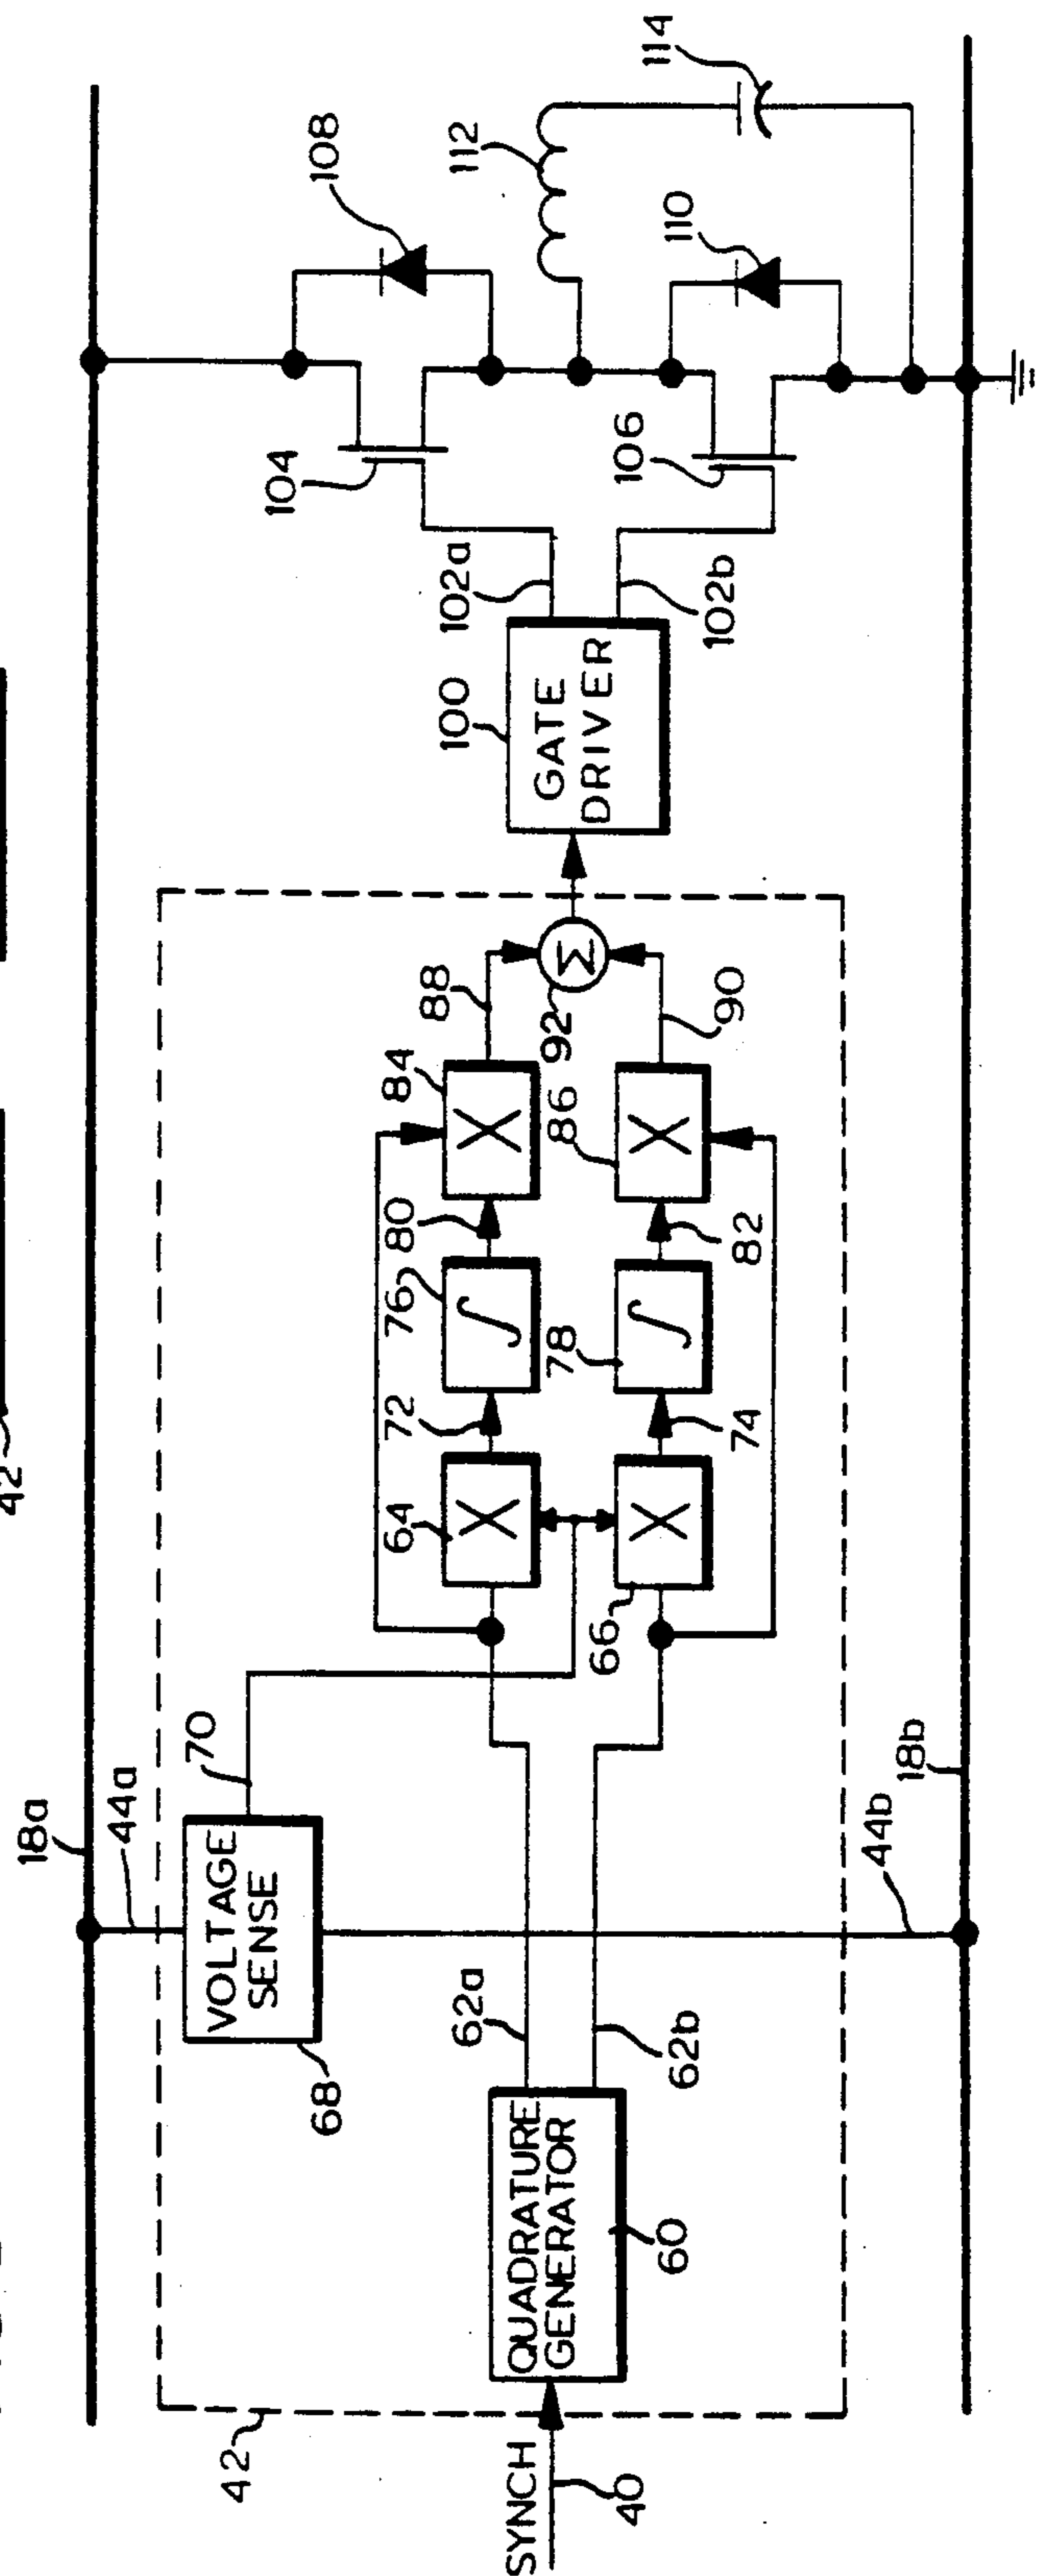 42
18a
44a
VOLTAGE
SENSE
68
70
42
SYNCH
40
QUADRATURE
GENERATOR
60
62a
62b
64
66
72
74
76
78
80
82
84
86
88
90
92
Σ
X
X
X
X
∫
∫
44b
18b
100
GATE
DRIVER
102a
102b
104
106
108
110
112
114